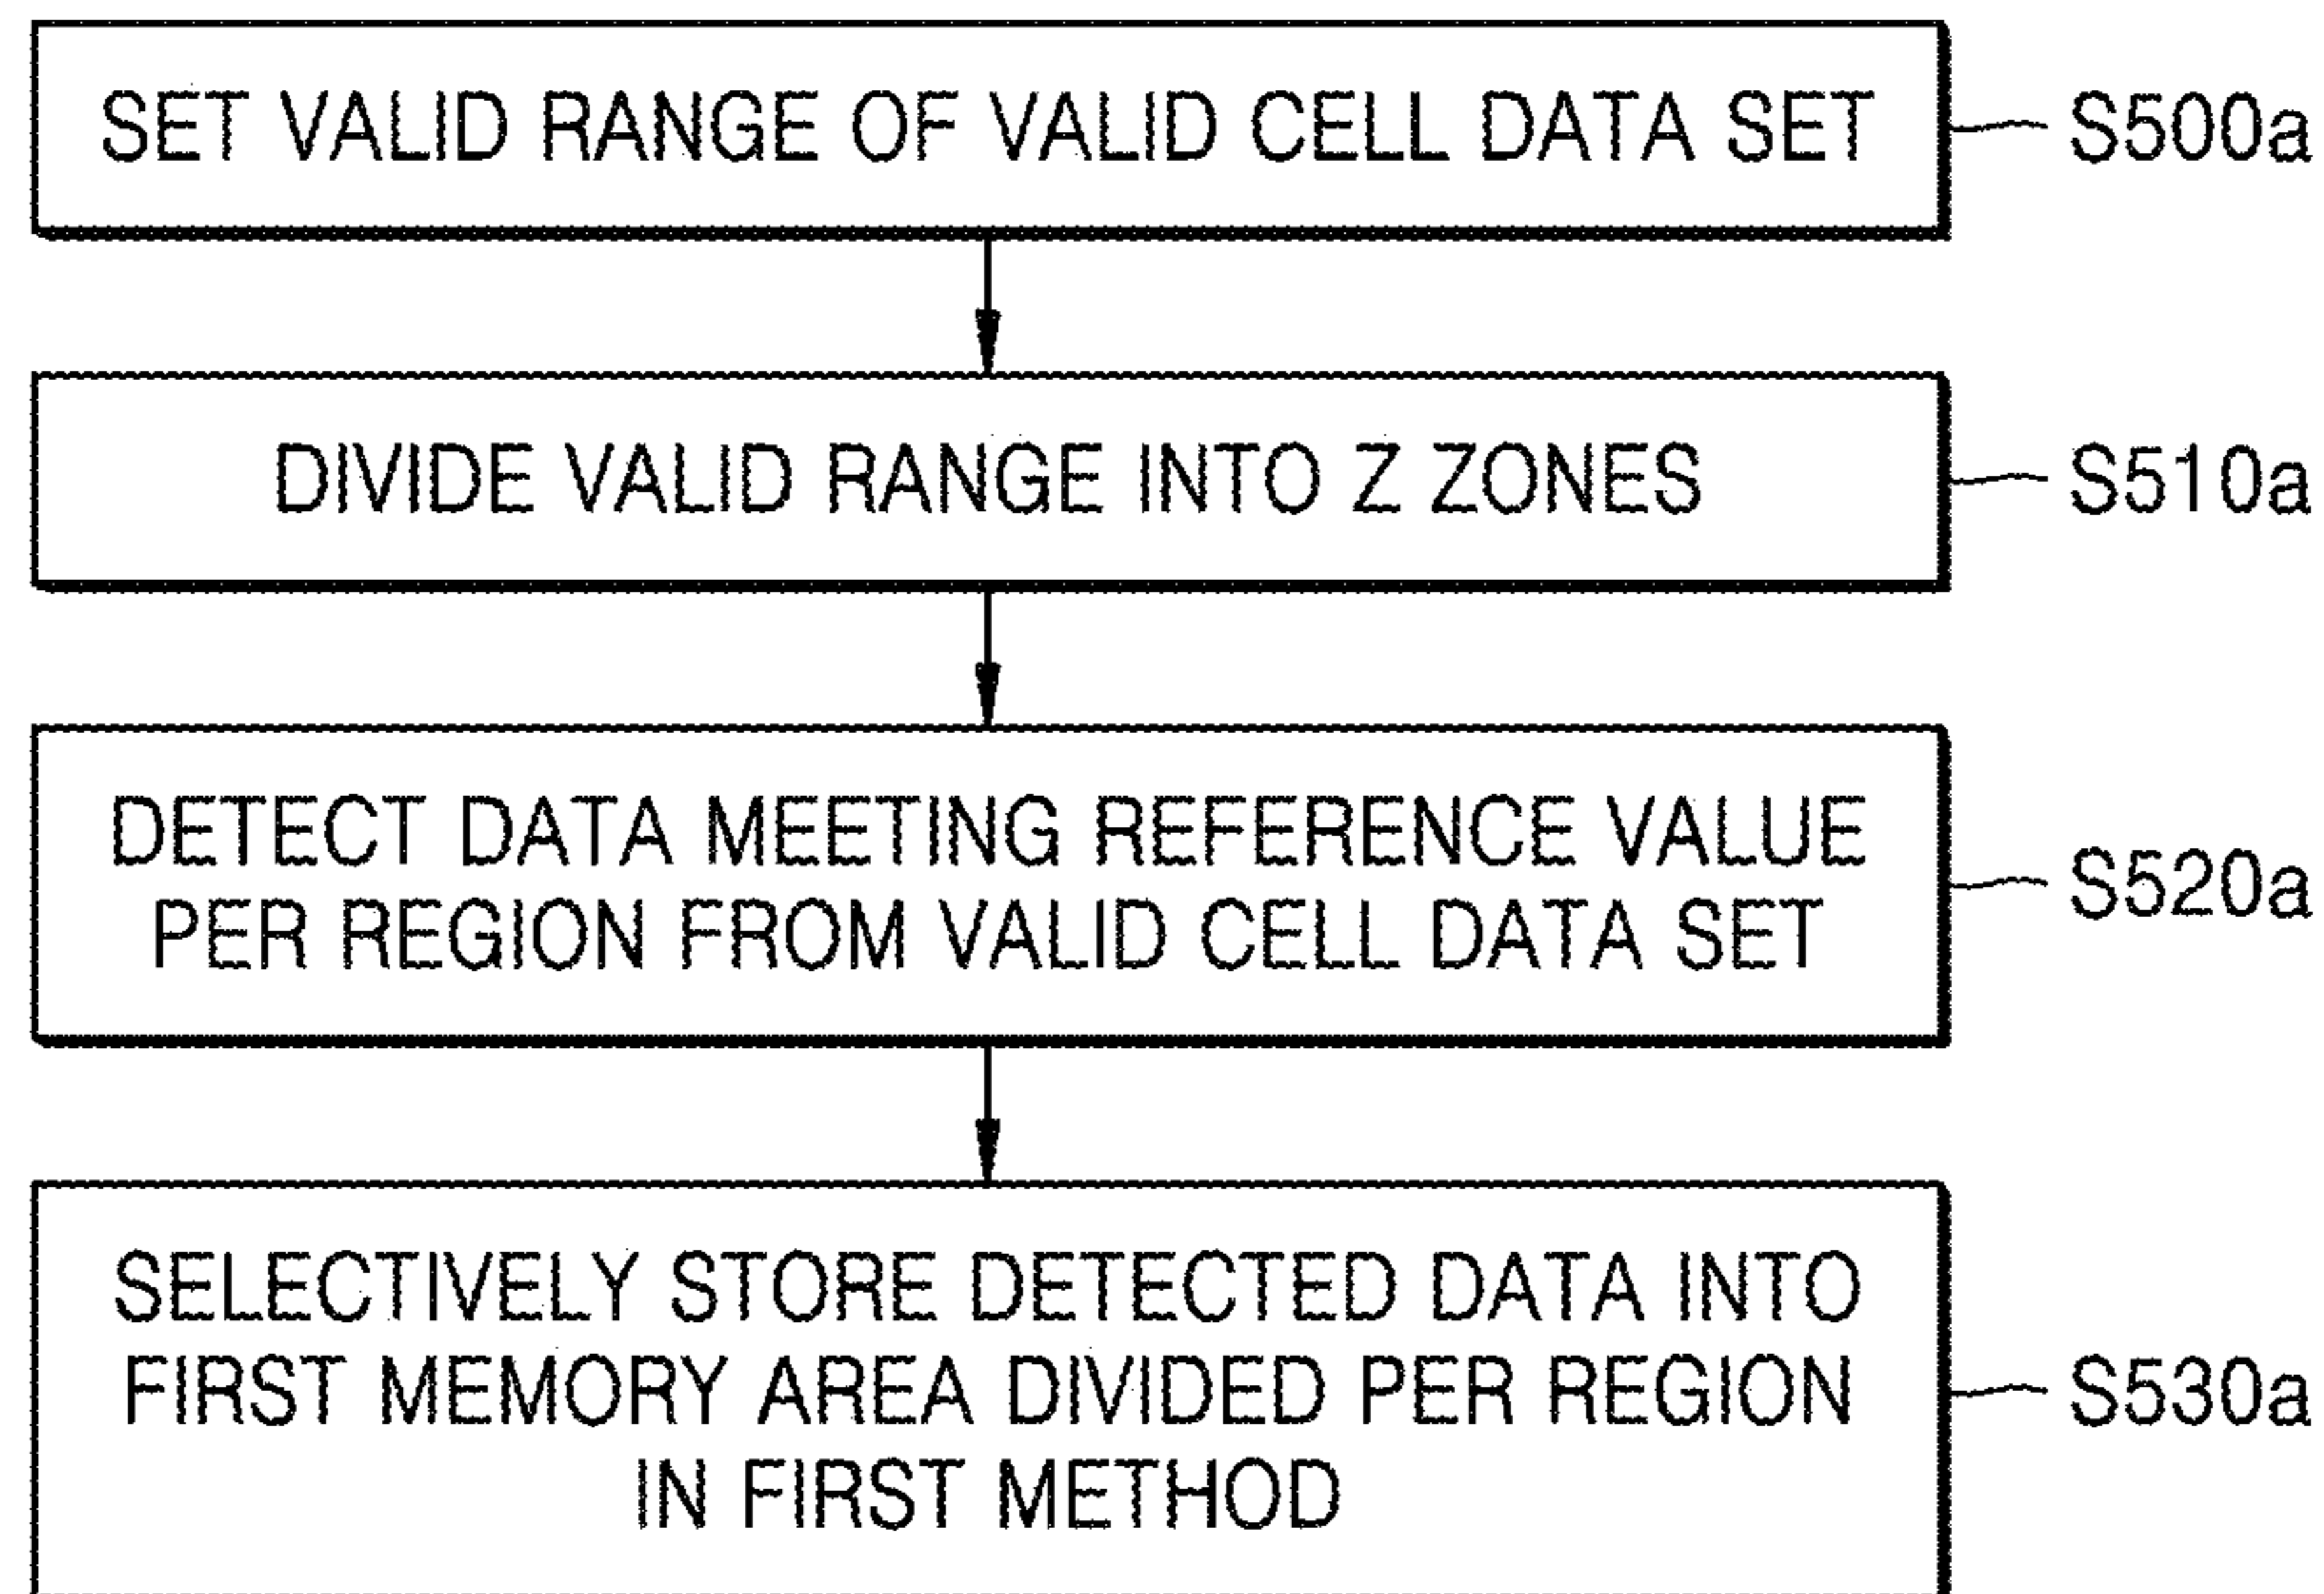 SET VALID RANGE OF VALID CELL DATA SET
S500a
DIVIDE VALID RANGE INTO Z ZONES
S510a
DETECT DATA MEETING REFERENCE VALUE
PER REGION FROM VALID CELL DATA SET
S520a
SELECTIVELY STORE DETECTED DATA INTO
FIRST MEMORY AREA DIVIDED PER REGION
IN FIRST METHOD
S530a